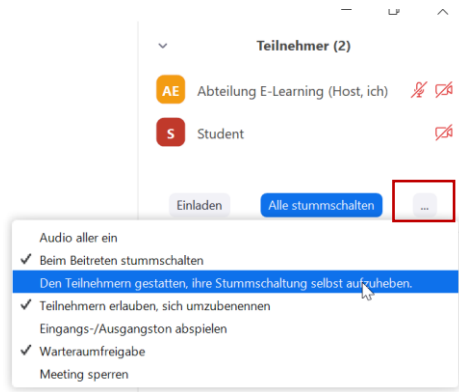 Teilnehmer (2)
AE Abteilung E-Learning (Host, ich)
S Student
Einladen Alle stummschalten ...
Audio aller ein
✓ Beim Beitreten stummschalten
Den Teilnehmern gestatten, ihre Stummschaltung selbst aufzuheben.
✓ Teilnehmern erlauben, sich umzubenennen
Eingangs-/Ausgangston abspielen
✓ Warteraumfreigabe
Meeting sperren